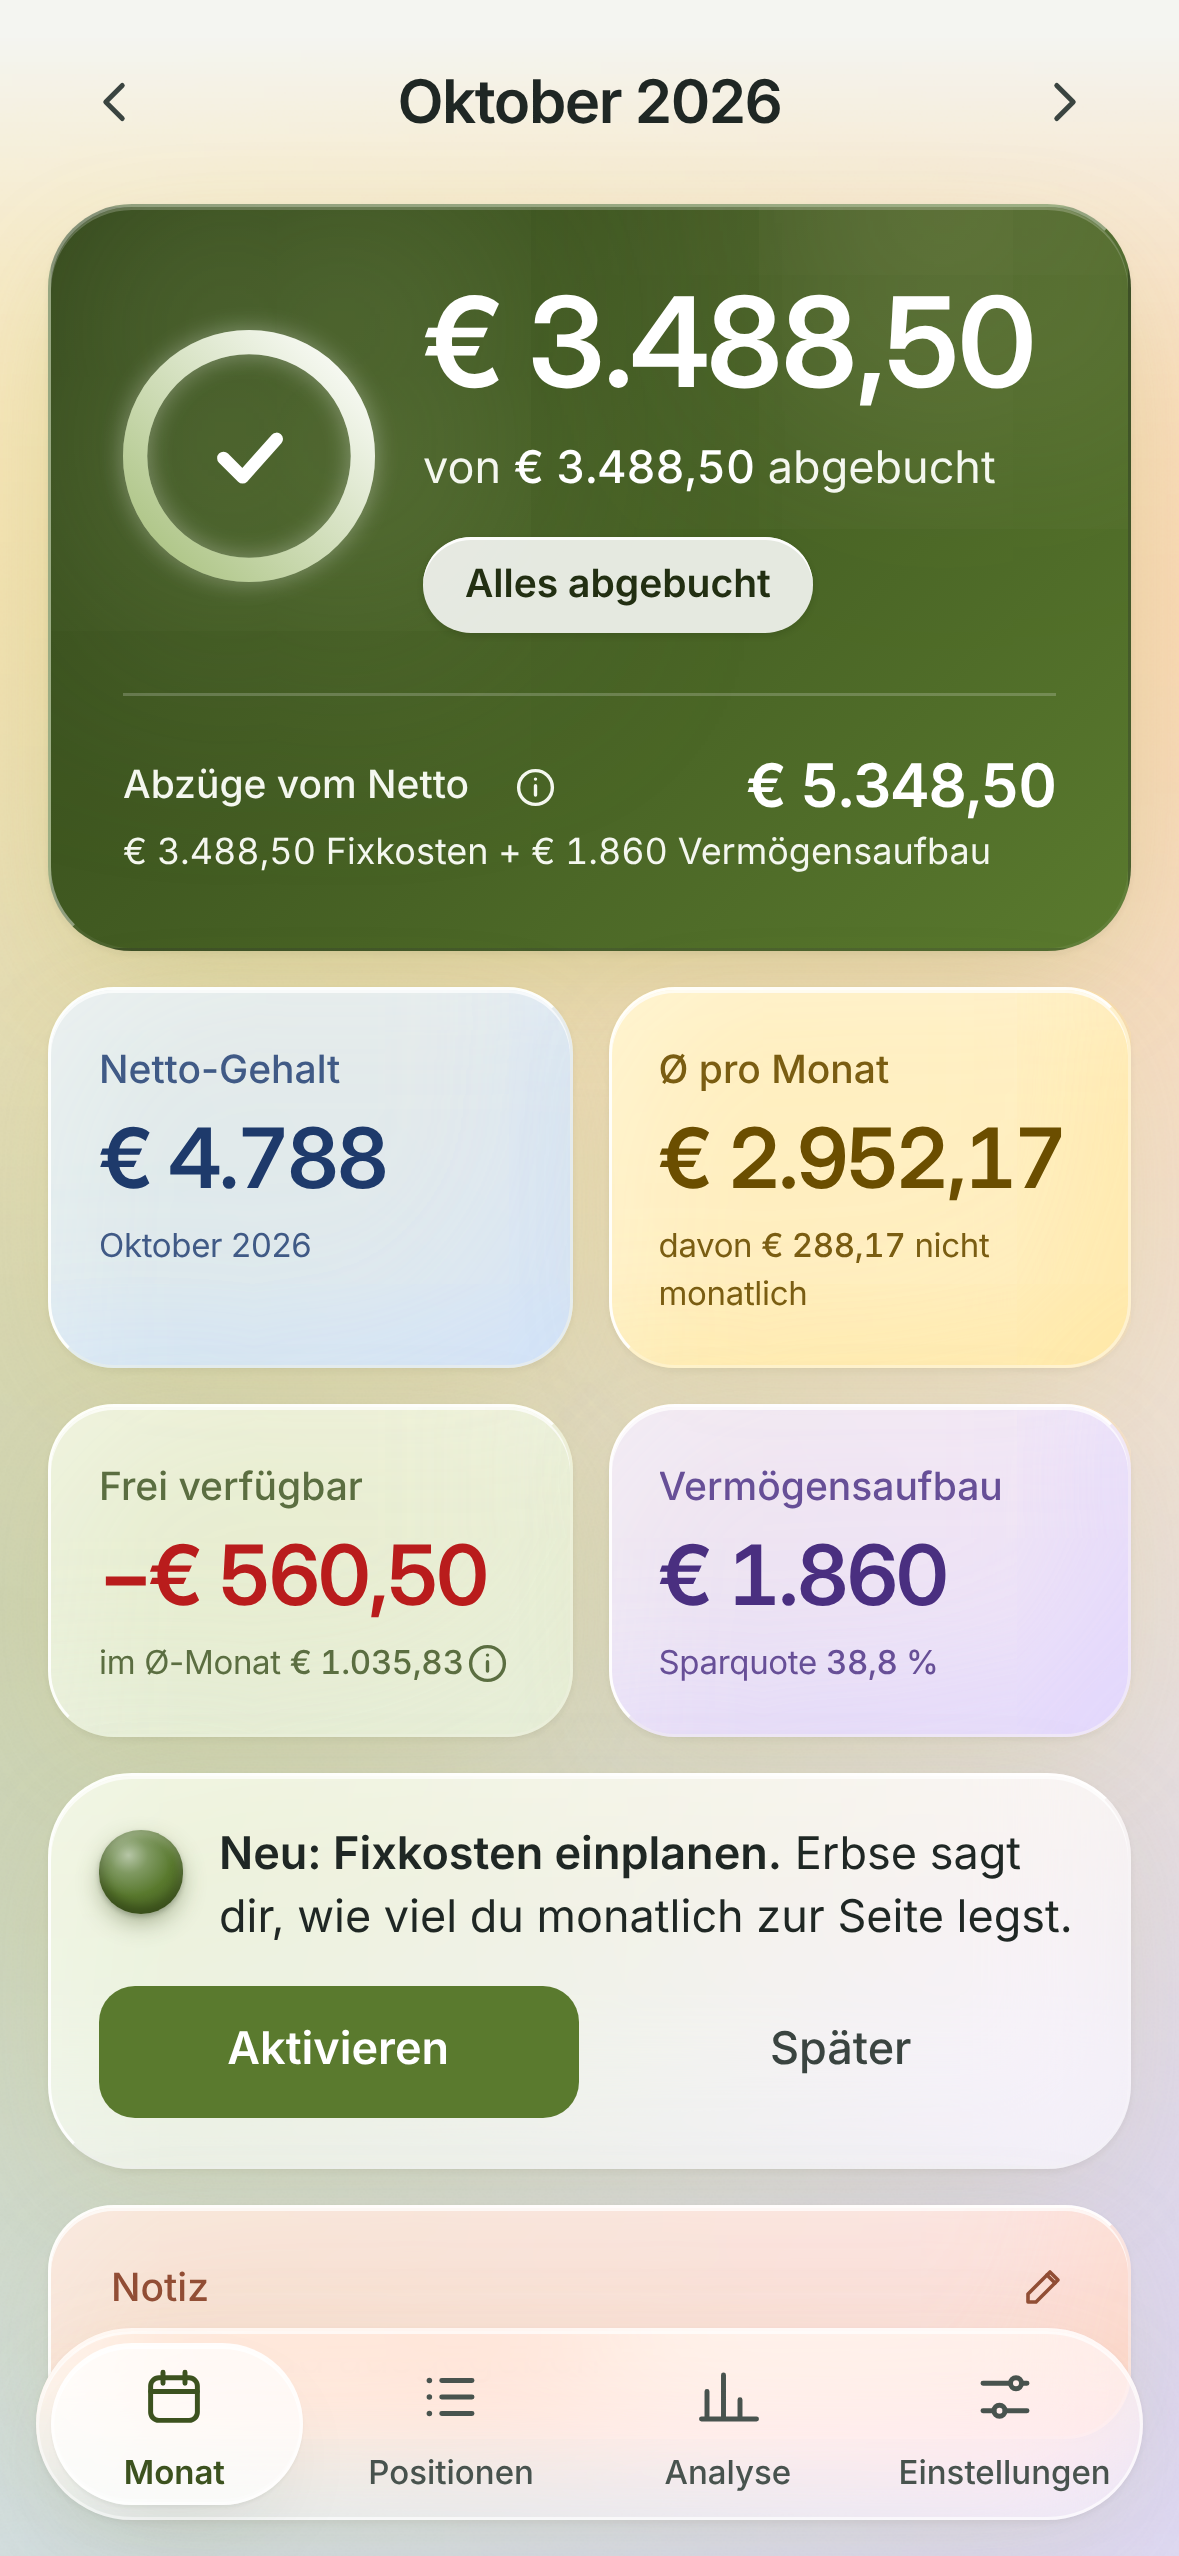 Oktober 2026
€ 3.488,50
von € 3.488,50 abgebucht
Alles abgebucht
Abzüge vom Netto
€ 5.348,50
€ 3.488,50 Fixkosten + € 1.860 Vermögensaufbau
Netto-Gehalt
€ 4.788
Oktober 2026
Ø pro Monat
€ 2.952,17
davon € 288,17 nicht
monatlich
Frei verfügbar
–€ 560,50
im Ø-Monat € 1.035,83
Vermögensaufbau
€ 1.860
Sparquote 38,8 %
Neu: Fixkosten einplanen. Erbse sagt
dir, wie viel du monatlich zur Seite legst.
Aktivieren
Später
Notiz
Monat
Positionen
Analyse
Einstellungen